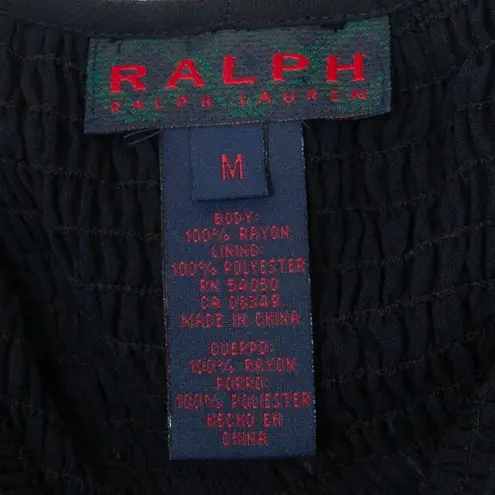 RALPH
RALPH LAUREN
M
BODY:
100% RAYON
LINING:
100% POLYESTER
RN 54050
CA 08349
MADE IN CHINA
CUERPO:
100% RAYON
FORRO:
100% POLIESTER
HECHO EN
CHINA